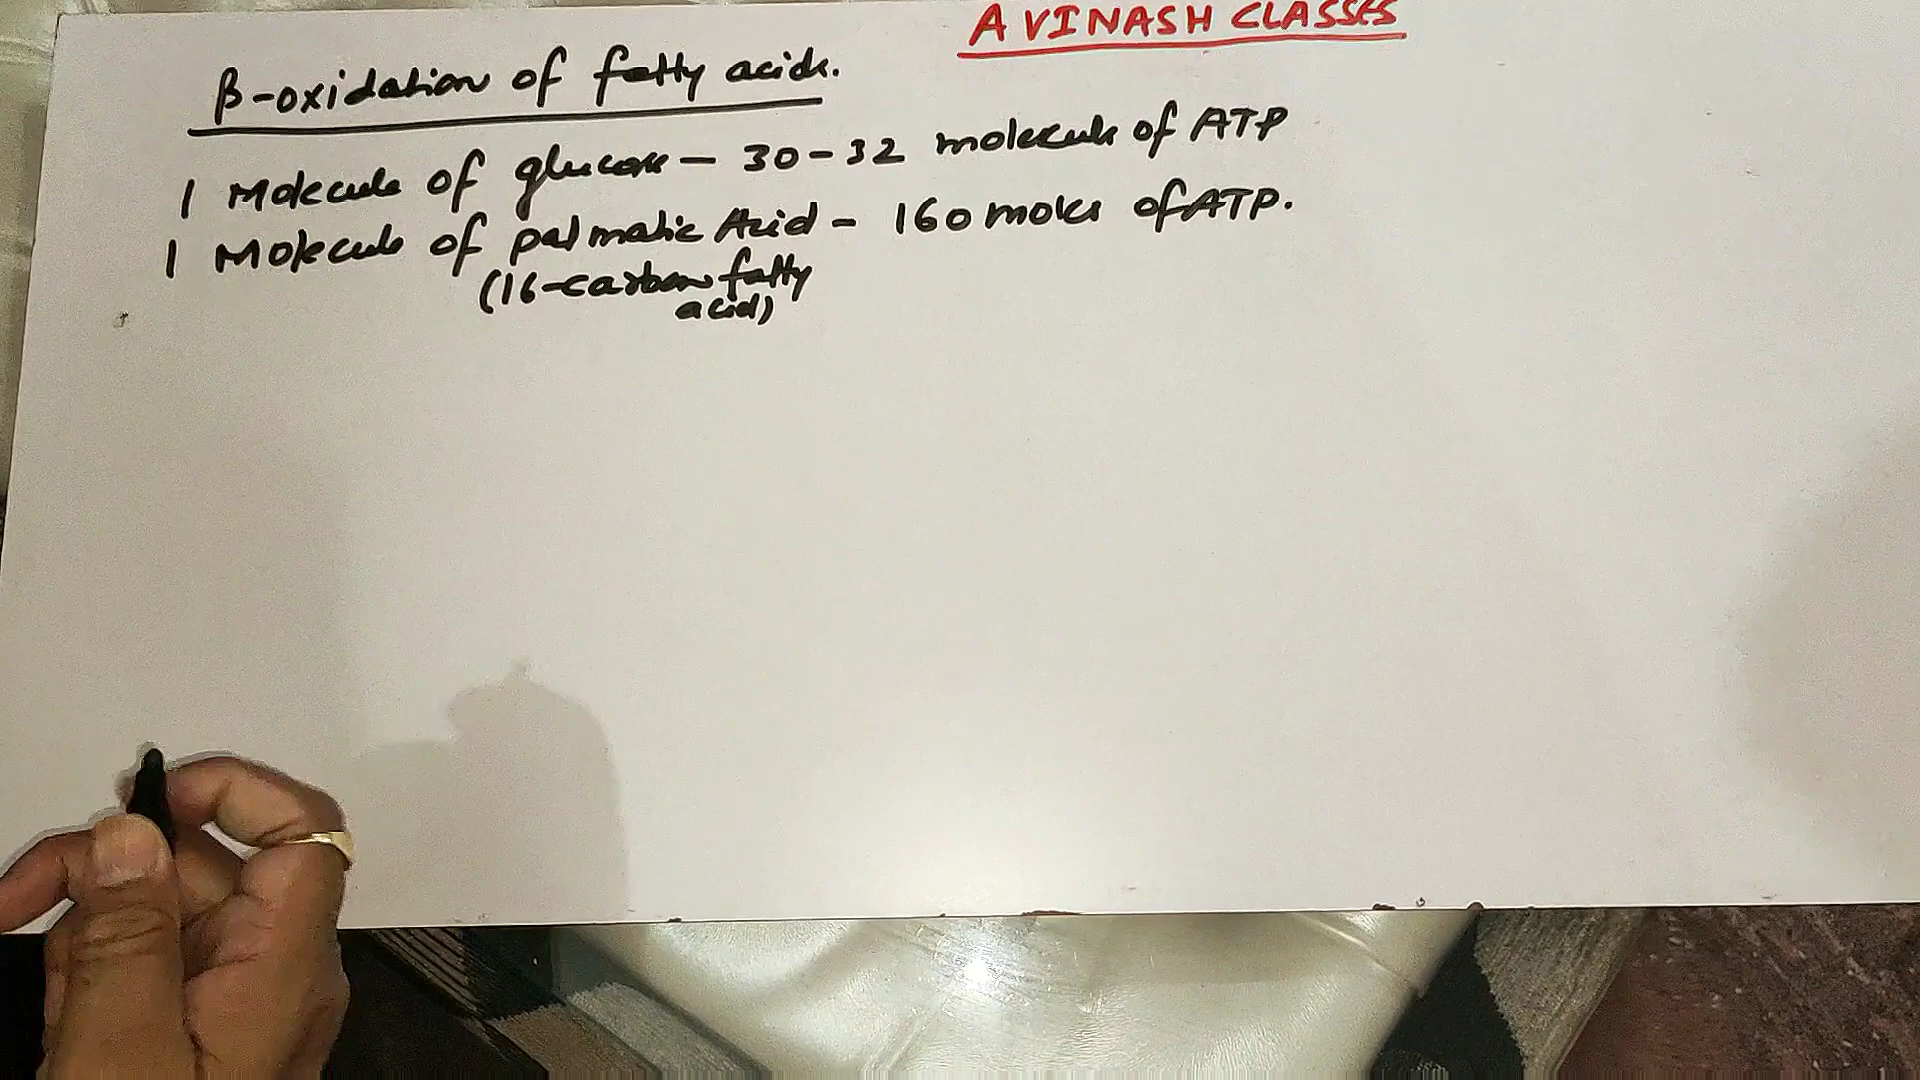 AVINASH CLASSES
β-oxidation of fatty acids.
1 Molecule of glucose - 30-32 molecule of ATP
1 Molecule of palmatic Acid - 160 moles of ATP.
(16-carbon fatty
acid)